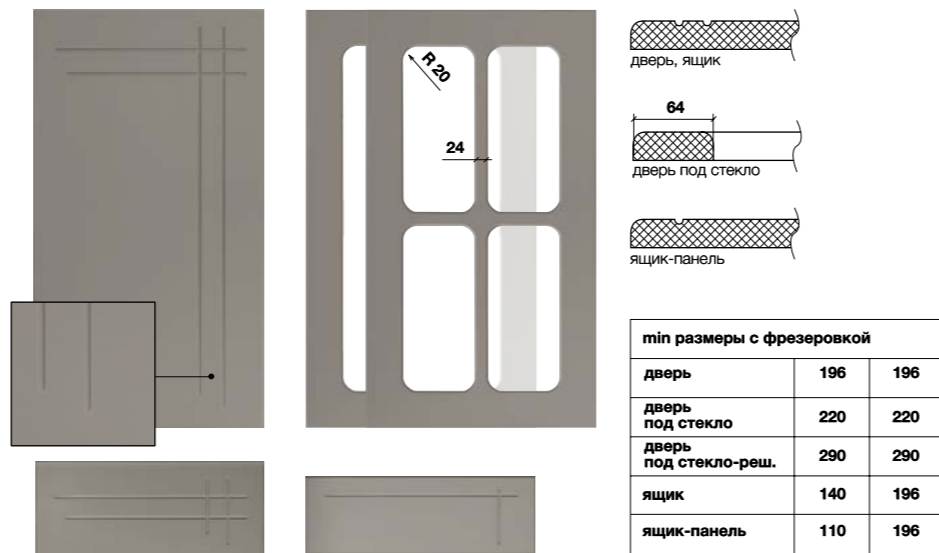 R 20
24
дверь, ящик
64
дверь под стекло
ящик-панель
min размеры с фрезеровкой
дверь 196 196
дверь
под стекло 220 220
дверь
под стекло-реш. 290 290
ящик 140 196
ящик-панель 110 196